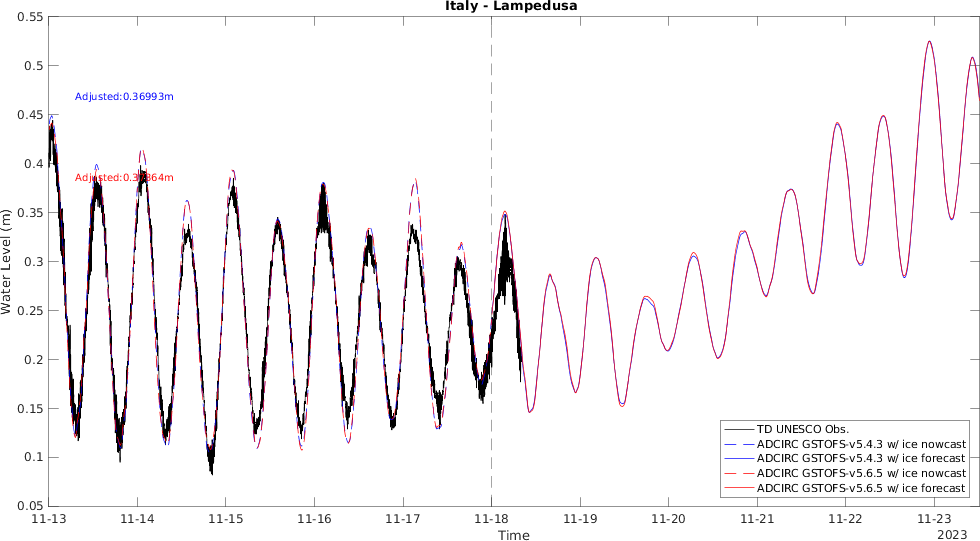 Italy - Lampedusa
0.55
0.5
0.45
0.4
0.35
0.3
0.25
0.2
0.15
0.1
0.05
Water Level (m)
Adjusted:0.36993m
TD UNESCO Obs.
ADCIRC GSTOFS-v5.4.3 w/ ice nowcast
ADCIRC GSTOFS-v5.4.3 w/ ice forecast
ADCIRC GSTOFS-v5.6.5 w/ ice nowcast
ADCIRC GSTOFS-v5.6.5 w/ ice forecast
11-13 11-14 11-15 11-16 11-17 11-18 11-19 11-20 11-21 11-22 11-23
Time
2023